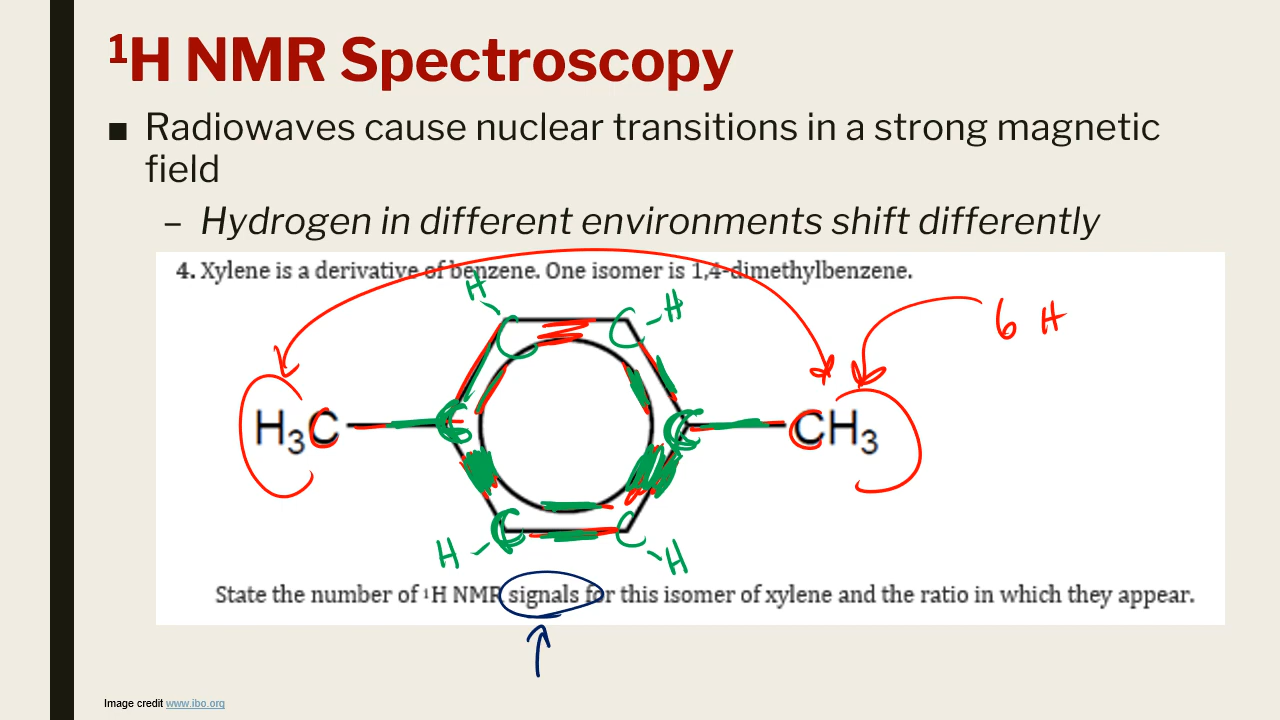 ¹H NMR Spectroscopy
■ Radiowaves cause nuclear transitions in a strong magnetic
field
– Hydrogen in different environments shift differently
4. Xylene is a derivative of benzene. One isomer is 1,4-dimethylbenzene.
H C C H
6 H
H₃C C C CH₃
H C C H
State the number of ¹H NMR signals for this isomer of xylene and the ratio in which they appear.
Image credit www.ibo.org